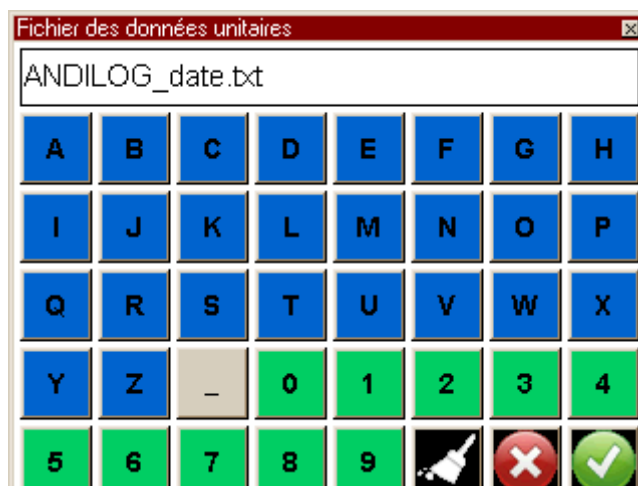 Fichier des données unitaires
ANDILOG_date.txt
A B C D E F G H
I J K L M N O P
Q R S T U V W X
Y Z _ 0 1 2 3 4
5 6 7 8 9